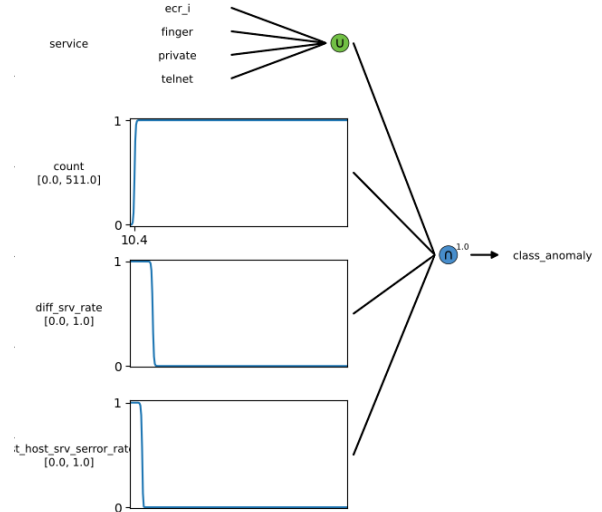 ecr_i
finger
service
private
telnet
∪
1
count
[0.0, 511.0]
0
10.4
1.0
∩
class_anomaly
1
diff_srv_rate
[0.0, 1.0]
0
1
st_host_srv_serror_rate
[0.0, 1.0]
0